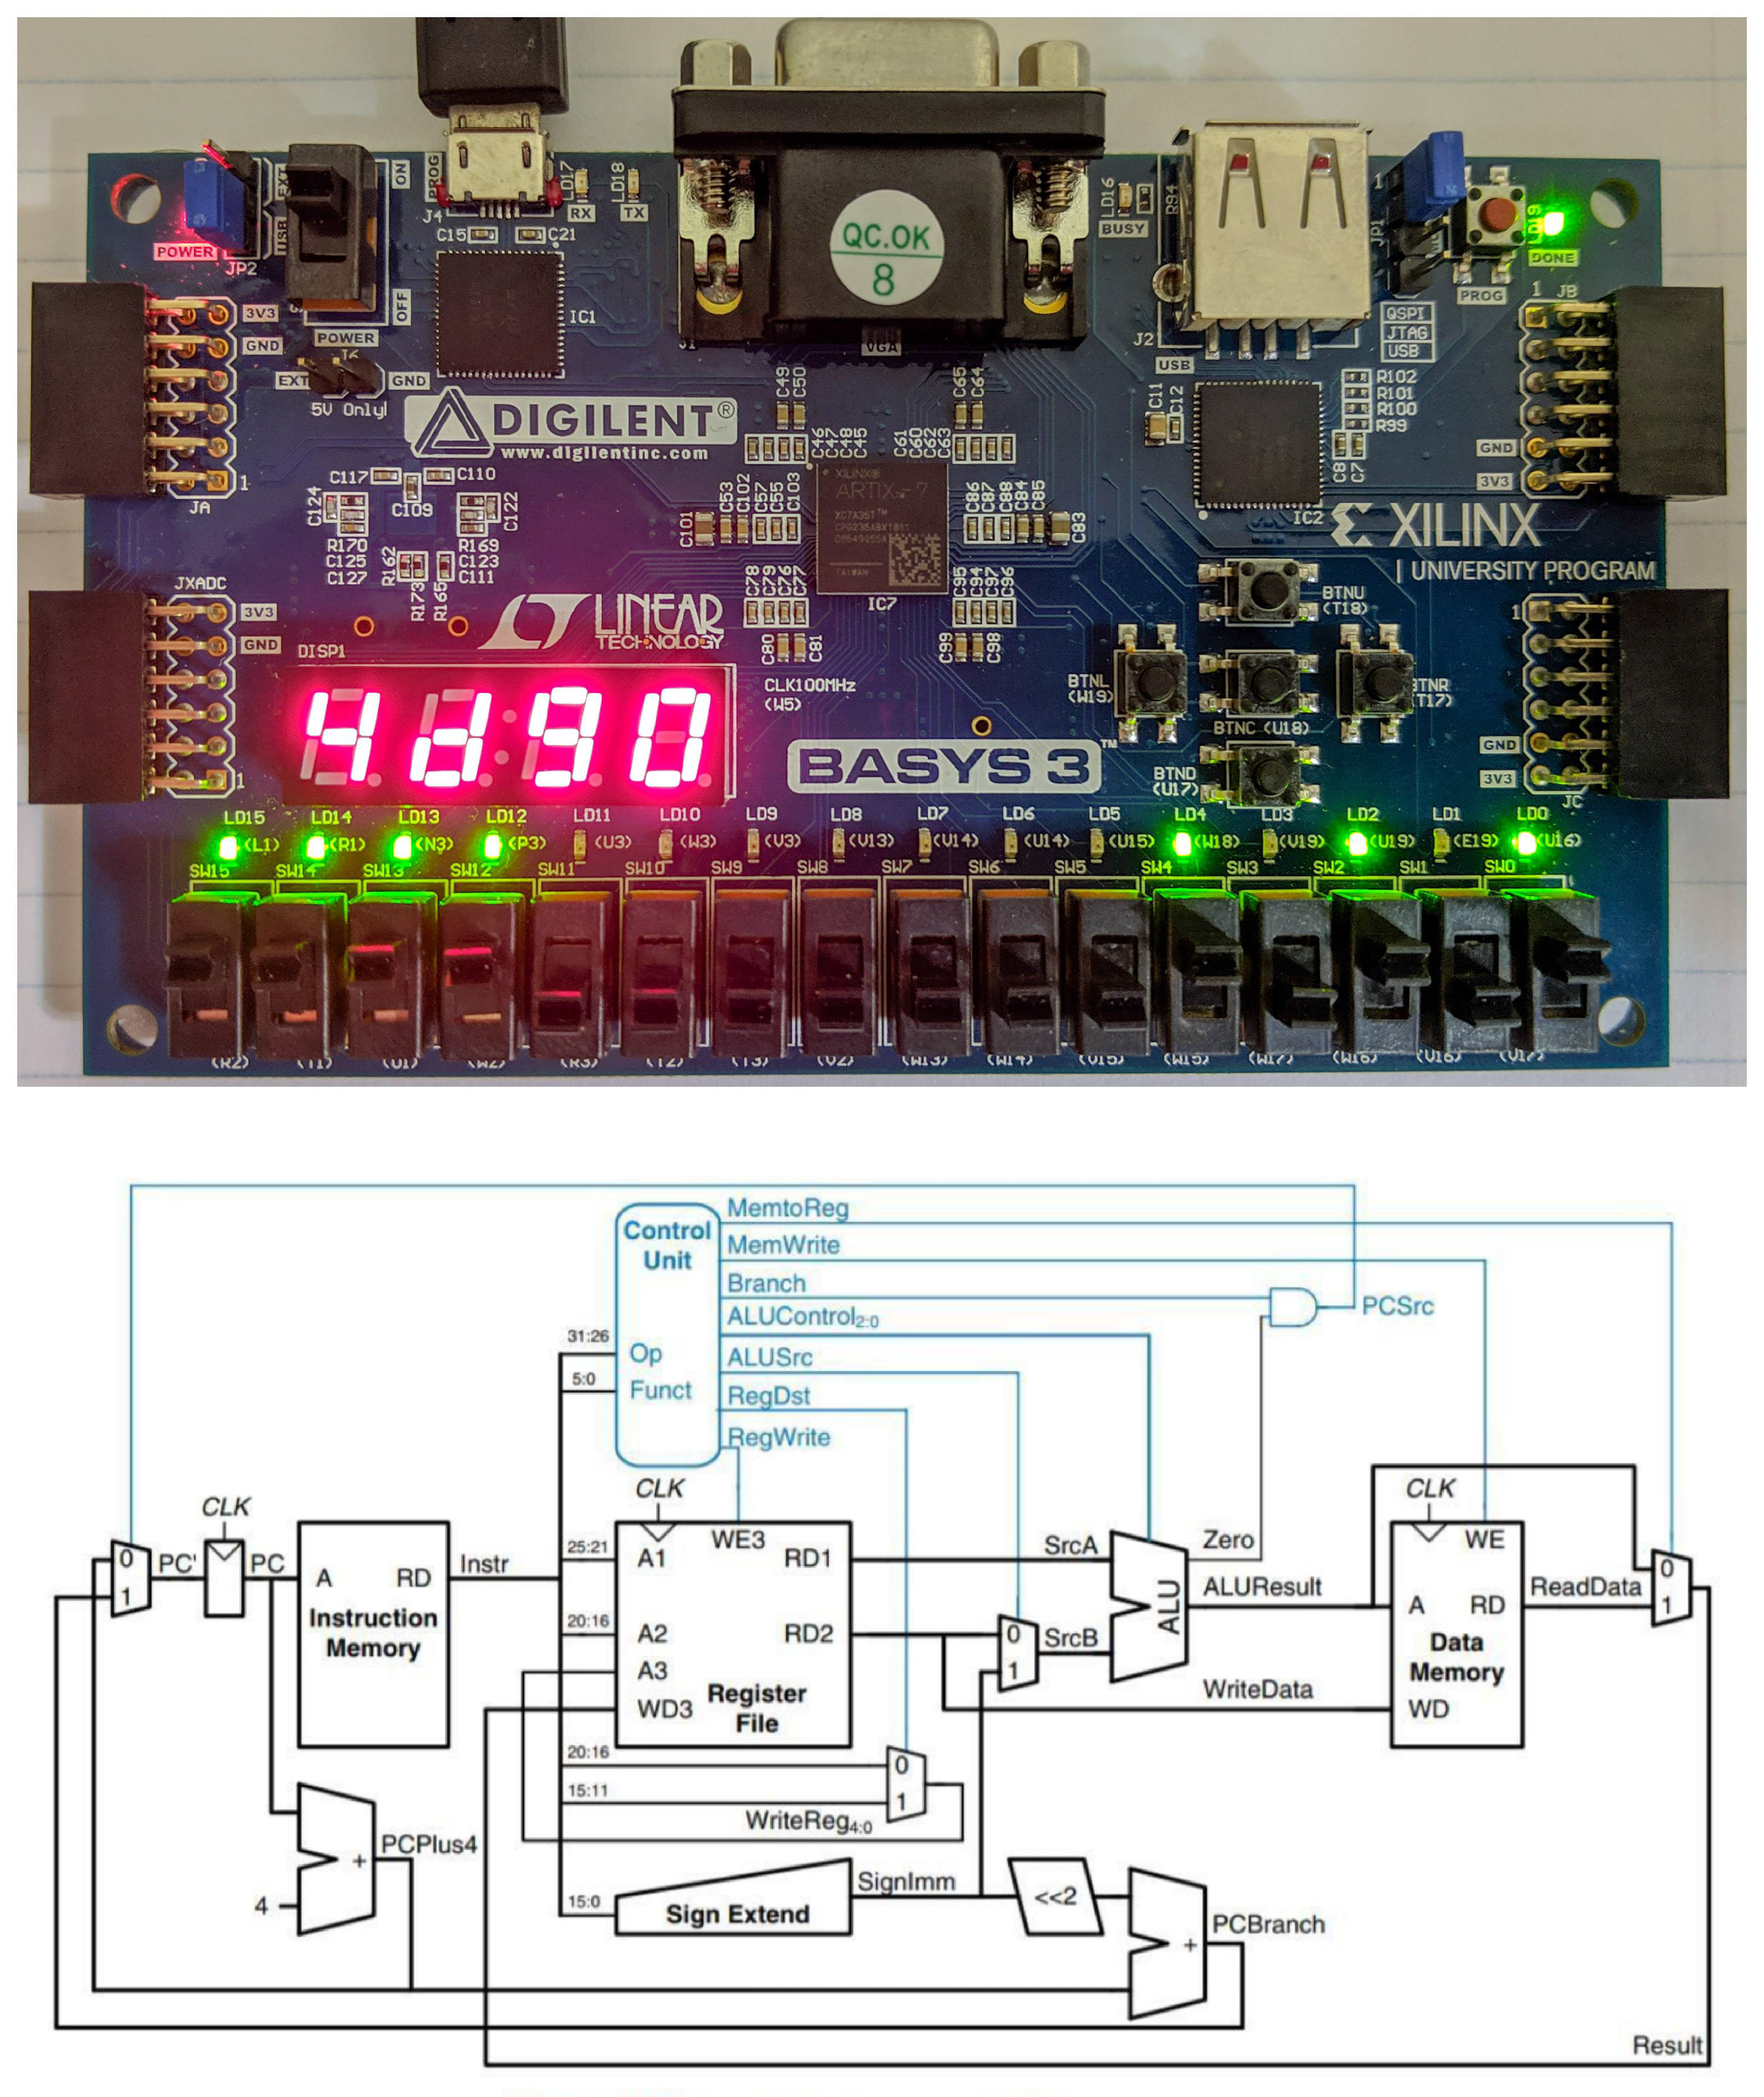 PROG
J4
LD17
RX
LD18
TX
C15
C21
QC.OK
8
LD16
BUSY
R94
JP1
LD19
DONE
PROG
POWER
JP2
USB
EXT
ON
OFF
POWER
3V3
GND
JA
1
EXT
GND
5V Only
IC1
VGA
J2
USB
QSPI
JTAG
USB
1
JB
GND
3V3
R102
R101
R100
R99
C8
C7
C11
C12
IC2
DIGILENT®
www.digilentinc.com
C49
C50
C65
C64
C46
C47
C48
C45
C61
C60
C62
C63
C117
C110
C124
C109
C122
R170
C125
C127
R162
R173
R165
R169
C123
C111
C101
C53
C102
C57
C55
C103
XILINX®
ARTIX™-7
XC7A35T™
TAIWAN
C86
C87
C88
C84
C85
C83
C78
C79
C76
C77
IC7
C95
C94
C97
C96
C80
C81
C99
C98
XILINX
UNIVERSITY PROGRAM
JXADC
3V3
GND
1
DISP1
LINEAR
TECHNOLOGY
CLK100MHz
(W5)
4d90
BASYS 3™
BTNU
(T18)
BTNL
(W19)
BTNR
(T17)
BTNC (U18)
BTND
(U17)
1
GND
3V3
JC
LD15 LD14 LD13 LD12 LD11 LD10 LD9 LD8 LD7 LD6 LD5 LD4 LD3 LD2 LD1 LD0
(L1) (R1) (N3) (P3) (U3) (W3) (V3) (V13) (V14) (U14) (U15) (W18) (V19) (U19) (E19) (U16)
SW15 SW14 SW13 SW12 SW11 SW10 SW9 SW8 SW7 SW6 SW5 SW4 SW3 SW2 SW1 SW0
(R2) (T1) (U1) (W2) (R3) (T2) (T3) (V2) (W13) (W14) (V15) (W15) (W17) (W16) (V16) (V17)
Control
Unit
MemtoReg
MemWrite
Branch
ALUControl2:0
PCSrc
ALUSrc
RegDst
RegWrite
31:26
Op
5:0
Funct
CLK
PC'
0
1
PC
A RD
Instruction
Memory
Instr
CLK
WE3
25:21
A1
RD1
20:16
A2
RD2
A3
WD3
Register
File
SrcA
0
1
SrcB
ALU
Zero
ALUResult
WriteData
CLK
WE
A RD
Data
Memory
WD
ReadData
0
1
20:16
15:11
0
1
WriteReg4:0
PCPlus4
+
4
15:0
Sign Extend
SignImm
<<2
+
PCBranch
Result